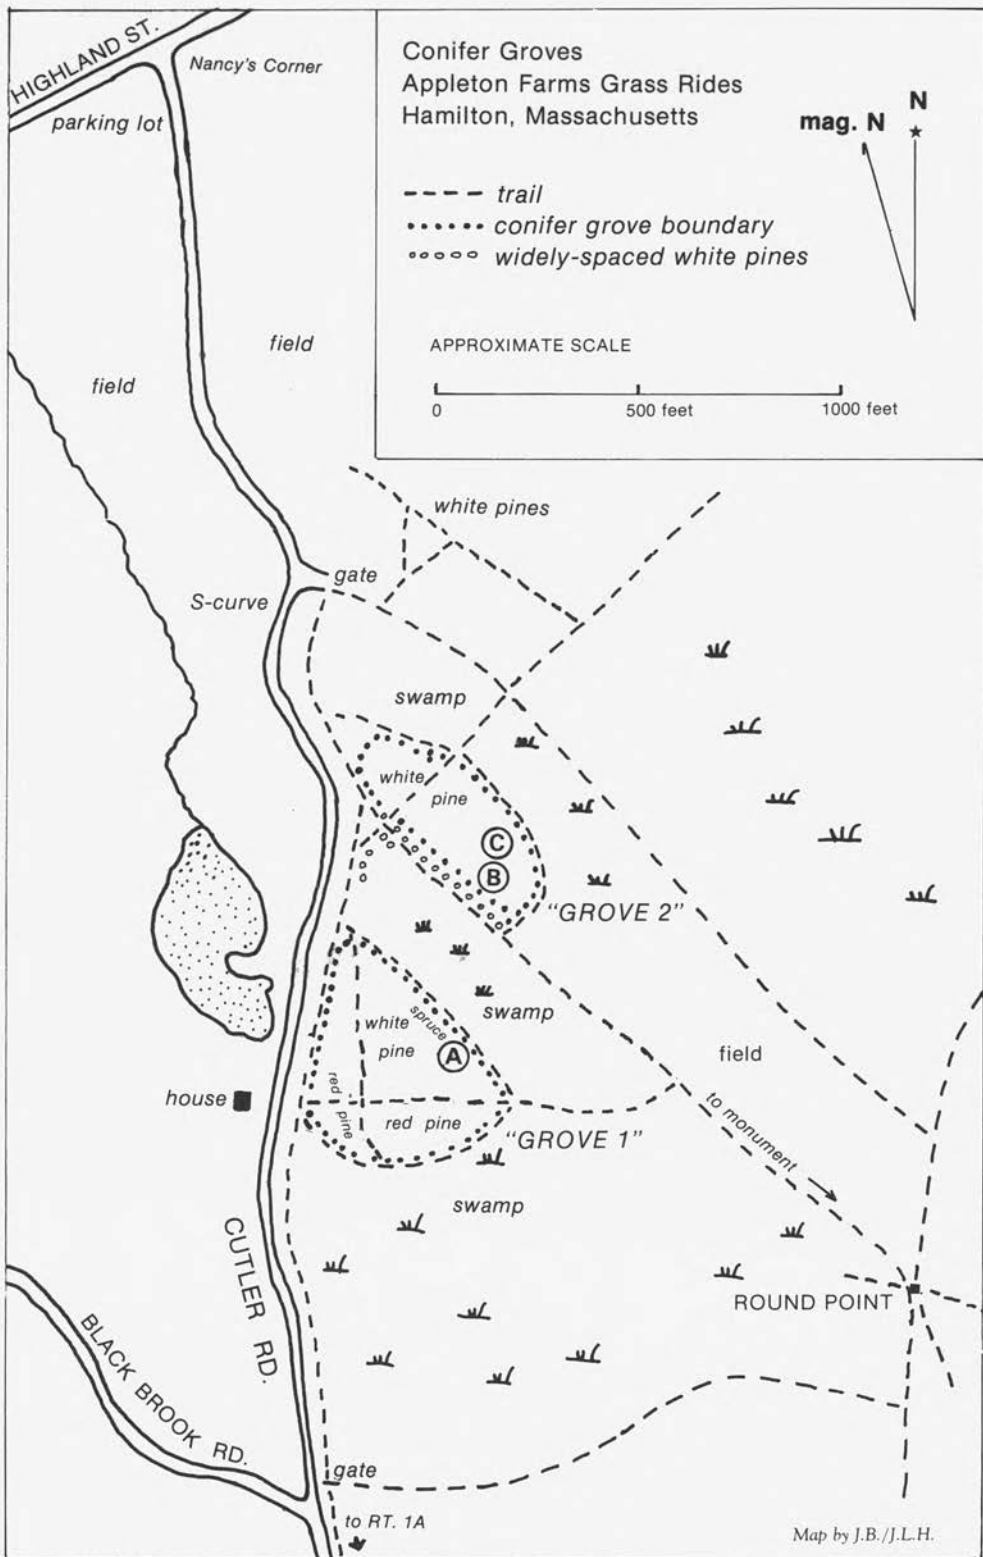 HIGHLAND ST.
Nancy's Corner
parking lot
Conifer Groves
Appleton Farms Grass Rides
Hamilton, Massachusetts
mag. N
N
trail
conifer grove boundary
widely-spaced white pines
APPROXIMATE SCALE
0 500 feet 1000 feet
field
field
white pines
gate
S-curve
swamp
white
pine
C
B
"GROVE 2"
swamp
white
pine
spruce
A
field
house
red
pine
red pine
"GROVE 1"
to monument
swamp
CUTLER RD.
ROUND POINT
BLACK BROOK RD.
gate
to RT. 1A
Map by J.B./J.L.H.